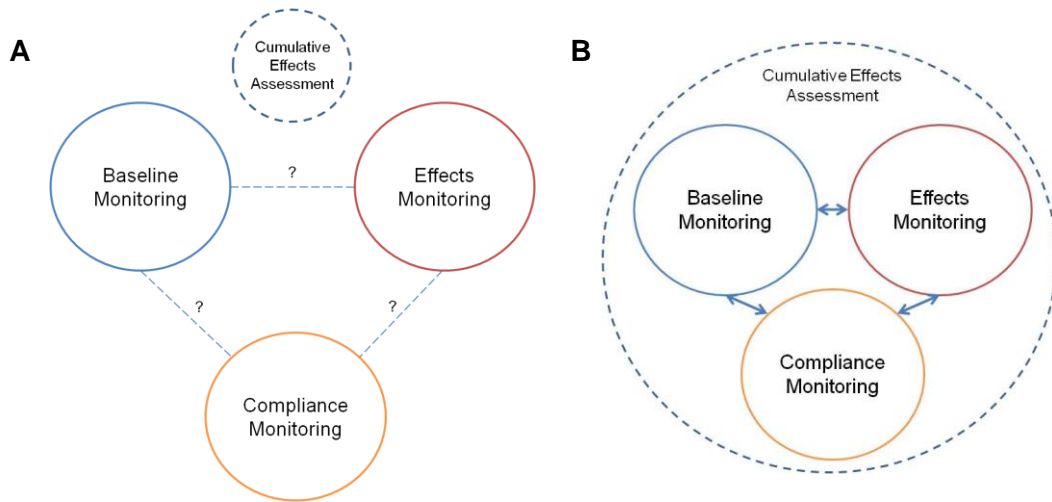 A
Cumulative
Effects
Assessment
Baseline
Monitoring
?
Effects
Monitoring
?
?
Compliance
Monitoring
B
Cumulative Effects
Assessment
Baseline
Monitoring
Effects
Monitoring
Compliance
Monitoring